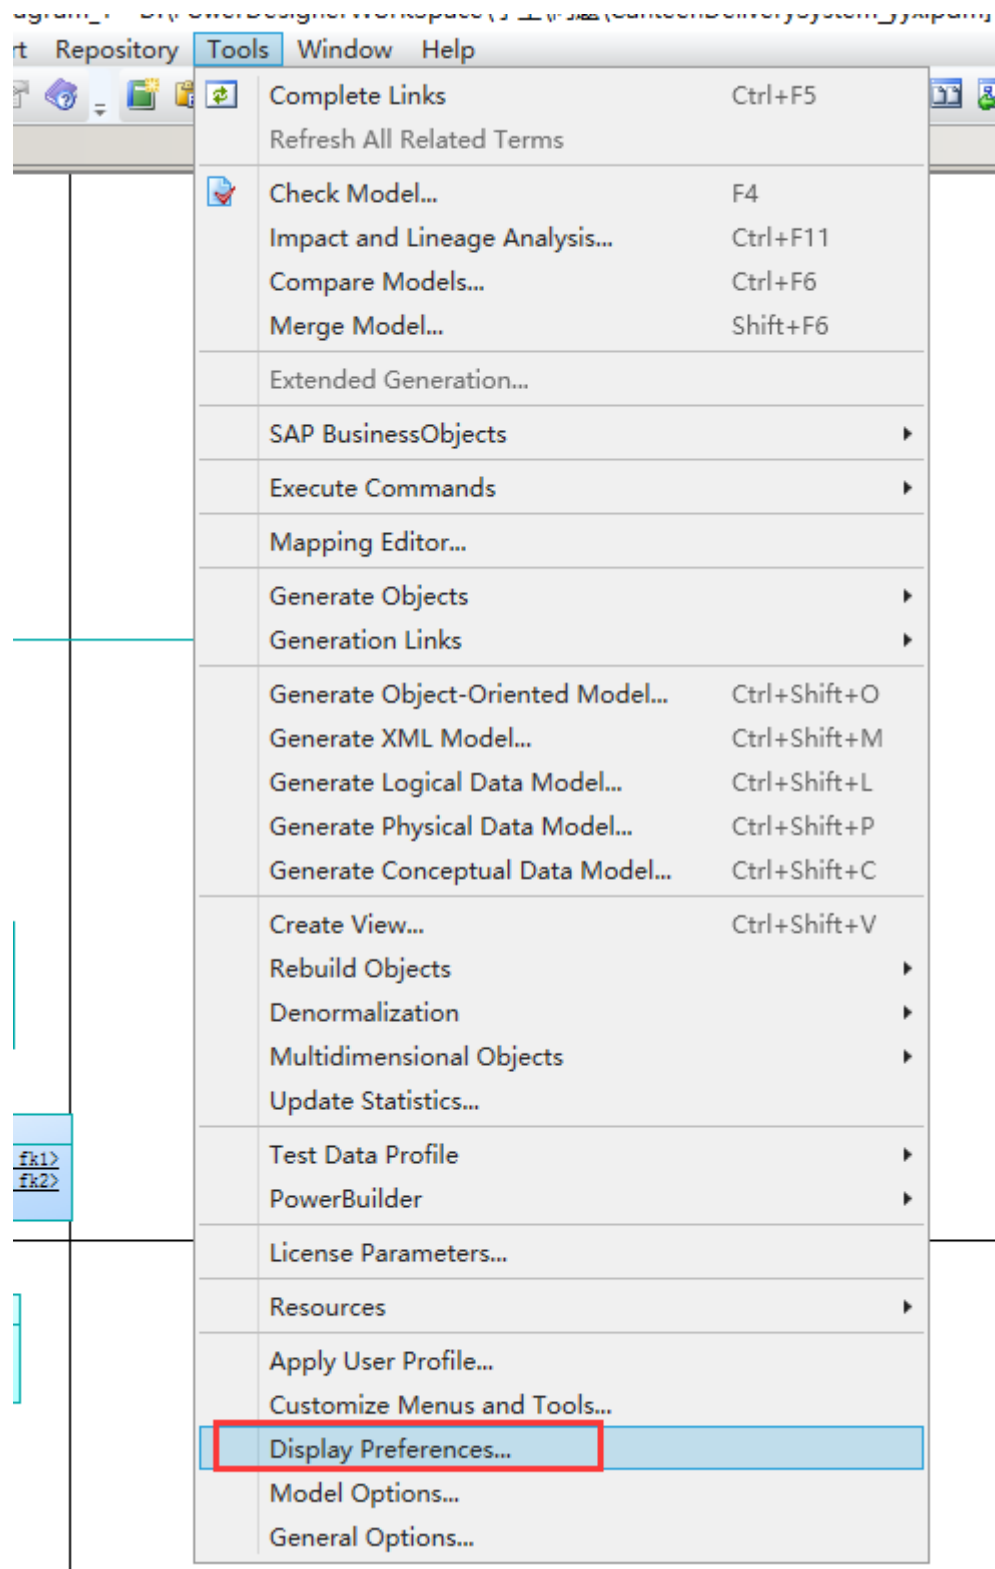 Repository Tools Window Help
Complete Links Ctrl+F5
Refresh All Related Terms
Check Model... F4
Impact and Lineage Analysis... Ctrl+F11
Compare Models... Ctrl+F6
Merge Model... Shift+F6
Extended Generation...
SAP BusinessObjects
Execute Commands
Mapping Editor...
Generate Objects
Generation Links
Generate Object-Oriented Model... Ctrl+Shift+O
Generate XML Model... Ctrl+Shift+M
Generate Logical Data Model... Ctrl+Shift+L
Generate Physical Data Model... Ctrl+Shift+P
Generate Conceptual Data Model... Ctrl+Shift+C
Create View... Ctrl+Shift+V
Rebuild Objects
Denormalization
Multidimensional Objects
Update Statistics...
fk1>
Test Data Profile
fk2>
PowerBuilder
License Parameters...
Resources
Apply User Profile...
Customize Menus and Tools...
Display Preferences...
Model Options...
General Options...